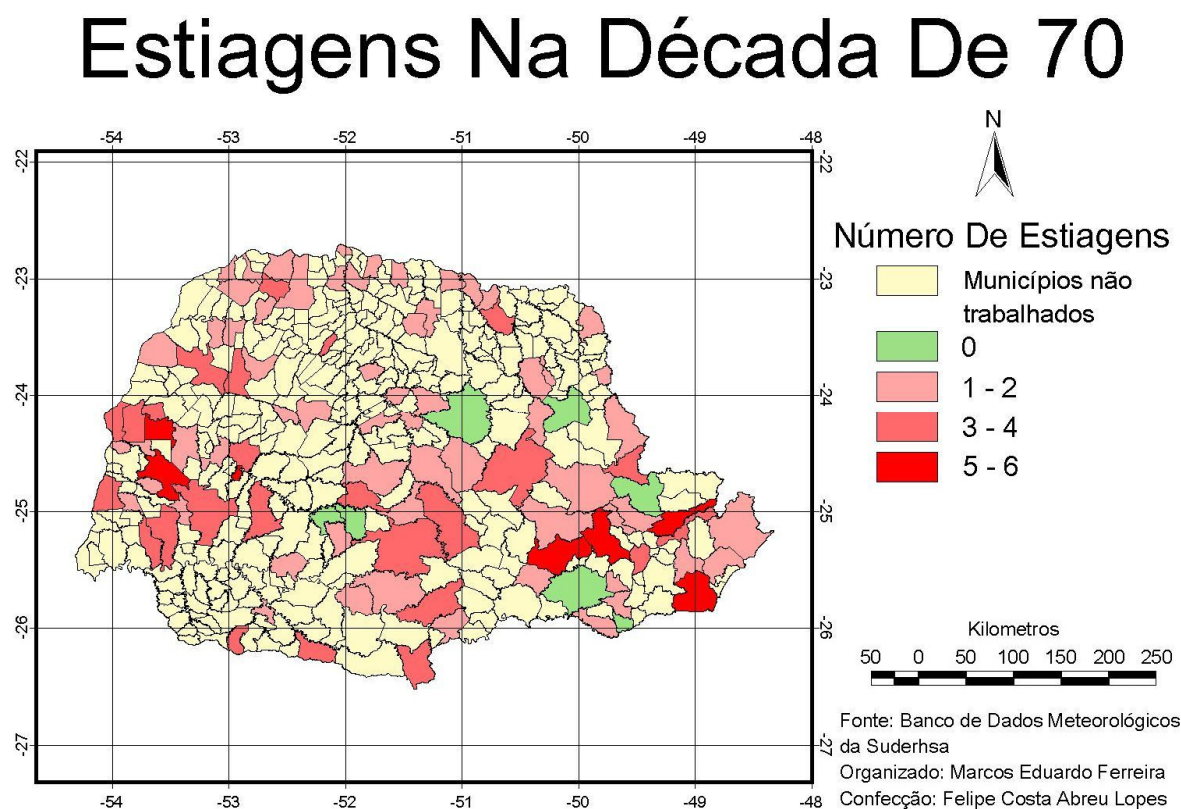 Estiagens Na Década De 70
-54 -53 -52 -51 -50 -49 -48
-22 -22
-23 -23
-24 -24
-25 -25
-26 -26
-27 -27
-54 -53 -52 -51 -50 -49 -48
N
Número De Estiagens
Municípios não
trabalhados
0
1 - 2
3 - 4
5 - 6
Kilometros
50 0 50 100 150 200 250
Fonte: Banco de Dados Meteorológicos
da Suderhsa
Organizado: Marcos Eduardo Ferreira
Confecção: Felipe Costa Abreu Lopes